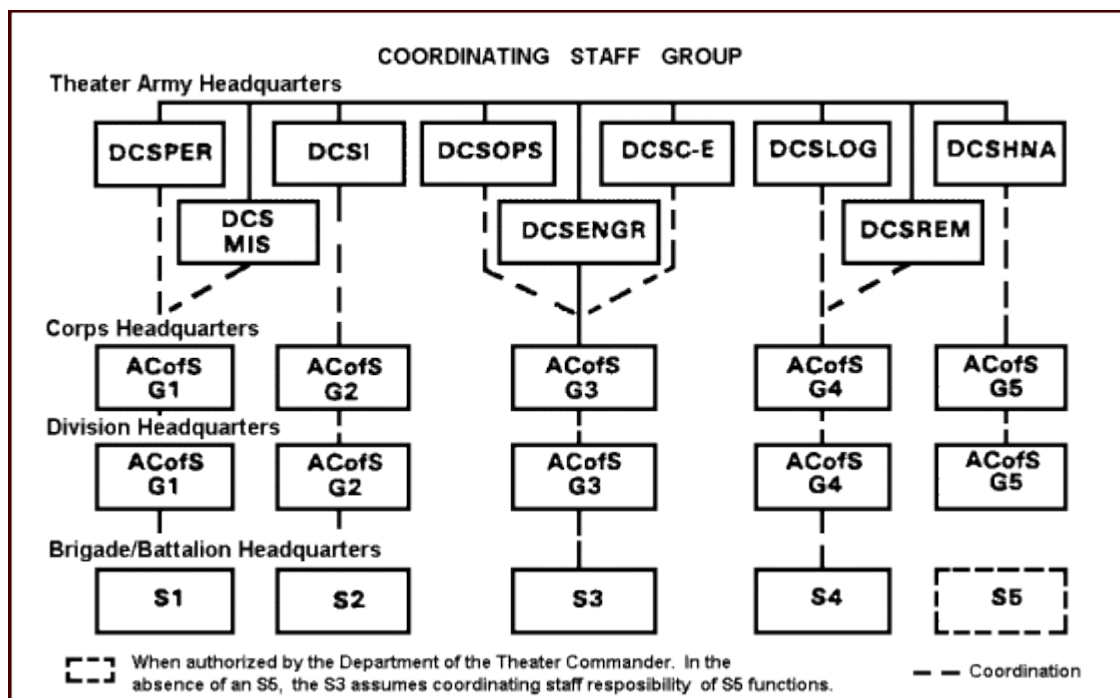 COORDINATING STAFF GROUP
Theater Army Headquarters
DCSPER
DCSI
DCSOPS
DCSC-E
DCSLOG
DCSHNA
DCS
MIS
DCSENGR
DCSREM
Corps Headquarters
ACofS
G1
ACofS
G2
ACofS
G3
ACofS
G4
ACofS
G5
Division Headquarters
ACofS
G1
ACofS
G2
ACofS
G3
ACofS
G4
ACofS
G5
Brigade/Battalion Headquarters
S1
S2
S3
S4
S5
When authorized by the Department of the Theater Commander. In the
absence of an S5, the S3 assumes coordinating staff resposibility of S5 functions.
Coordination